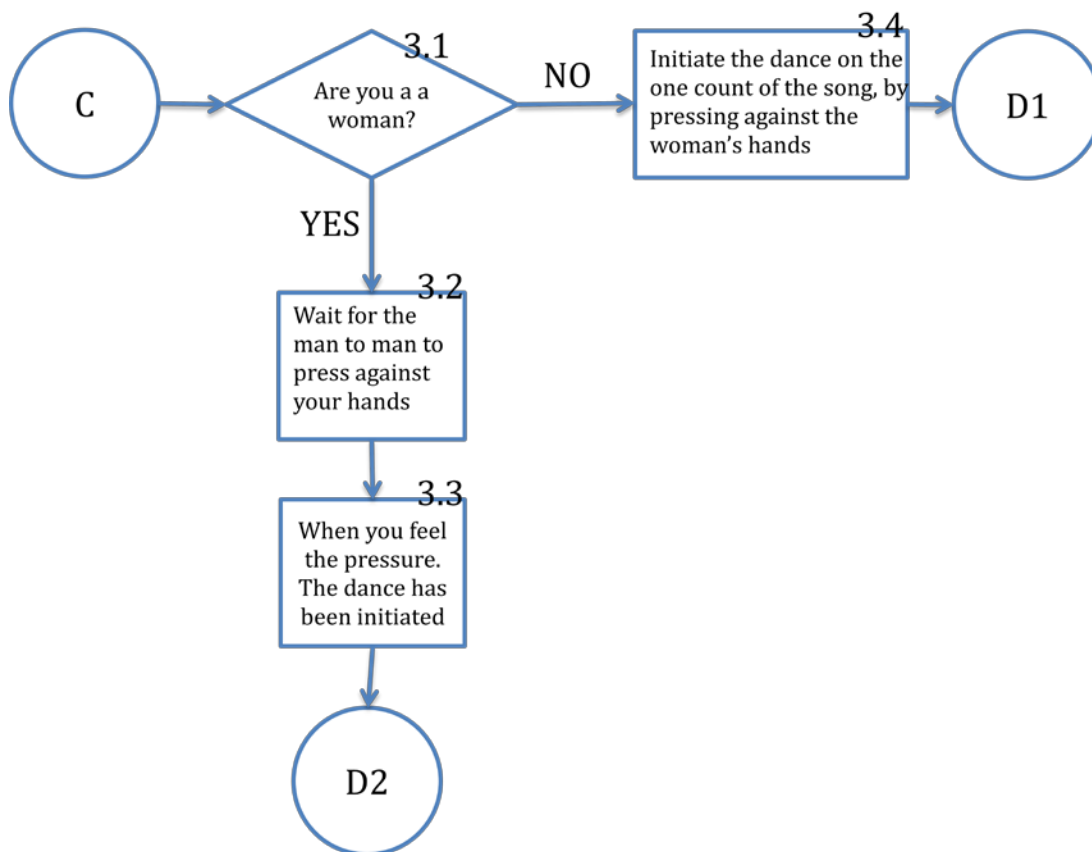 C
3.1
Are you a a
woman?
NO
3.4
Initiate the dance on the
one count of the song, by
pressing against the
woman’s hands
D1
YES
3.2
Wait for the
man to man to
press against
your hands
3.3
When you feel
the pressure.
The dance has
been initiated
D2